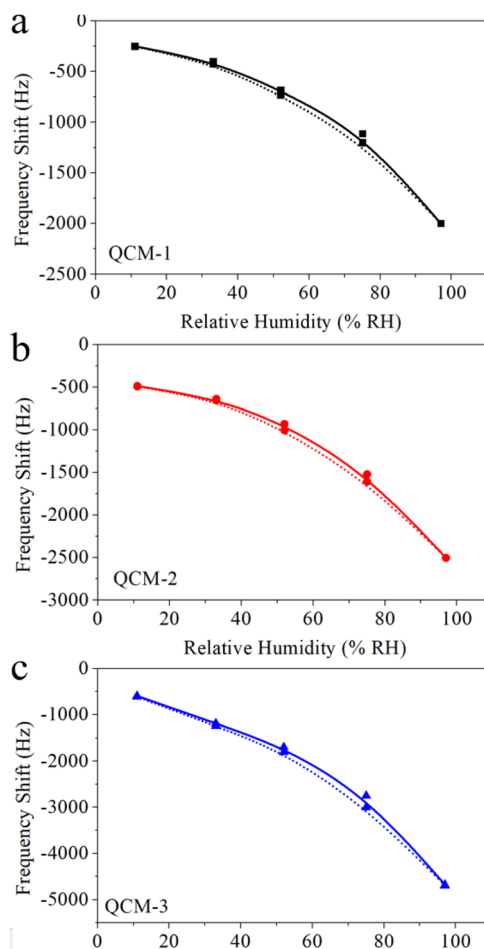 a
0
-500
-1000
-1500
-2000
-2500
Frequency Shift (Hz)
QCM-1
0 20 40 60 80 100
Relative Humidity (% RH)
b
0
-500
-1000
-1500
-2000
-2500
-3000
Frequency Shift (Hz)
QCM-2
0 20 40 60 80 100
Relative Humidity (% RH)
c
0
-1000
-2000
-3000
-4000
-5000
Frequency Shift (Hz)
QCM-3
0 20 40 60 80 100